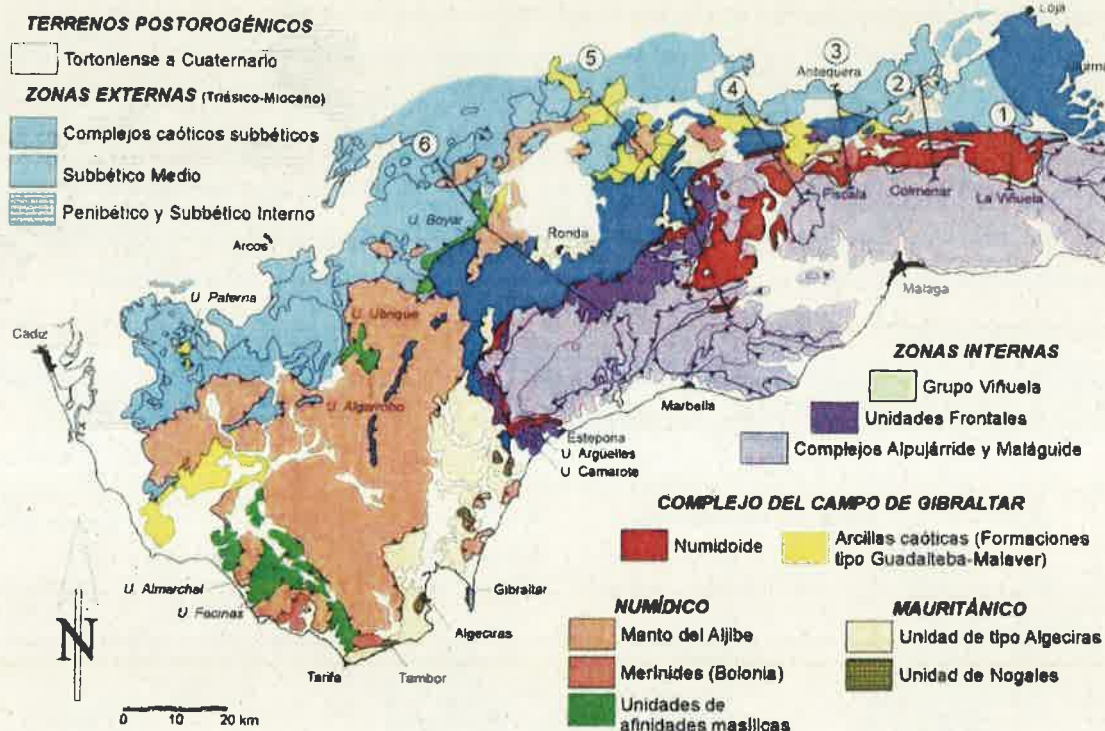 TERRENOS POSTOROGÉNICOS
Tortoniense a Cuaternario
ZONAS EXTERNAS (Triásico-Mioceno)
Complejos caóticos subbéticos
Subbético Medio
Penibético y Subbético Interno
Loja
5
3
Antequera
4
2
1
6
U. Boyar
Ronda
Colmenar
La Viñuela
Arcos
Malaga
U. Paterna
Cadiz
U. Ubrique
ZONAS INTERNAS
Grupo Viñuela
U. Algarrobo
Marbella
Unidades Frontales
Estepona
U Argüelles
U Camarote
Complejos Alpujárride y Maláguide
COMPLEJO DEL CAMPO DE GIBRALTAR
Numidoide
Arcillas caóticas (Formaciones
tipo Guadalteba-Malaver)
U. Almarchal
Gibraltar
U Facinas
Algeciras
NUMÍDICO
MAURITÁNICO
N
Manto del Aljibe
Unidad de tipo Algeciras
Tarifa
Tambor
Merínides (Bolonia)
Unidad de Nogales
0 10 20 km
Unidades de
afinidades masílicas